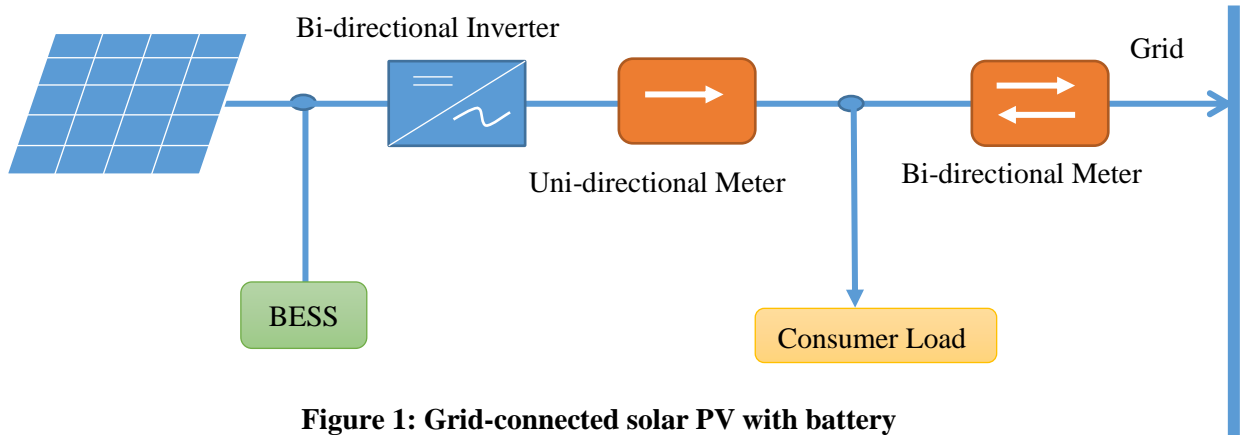 Bi-directional Inverter
Grid
Uni-directional Meter
Bi-directional Meter
BESS
Consumer Load
Figure 1: Grid-connected solar PV with battery